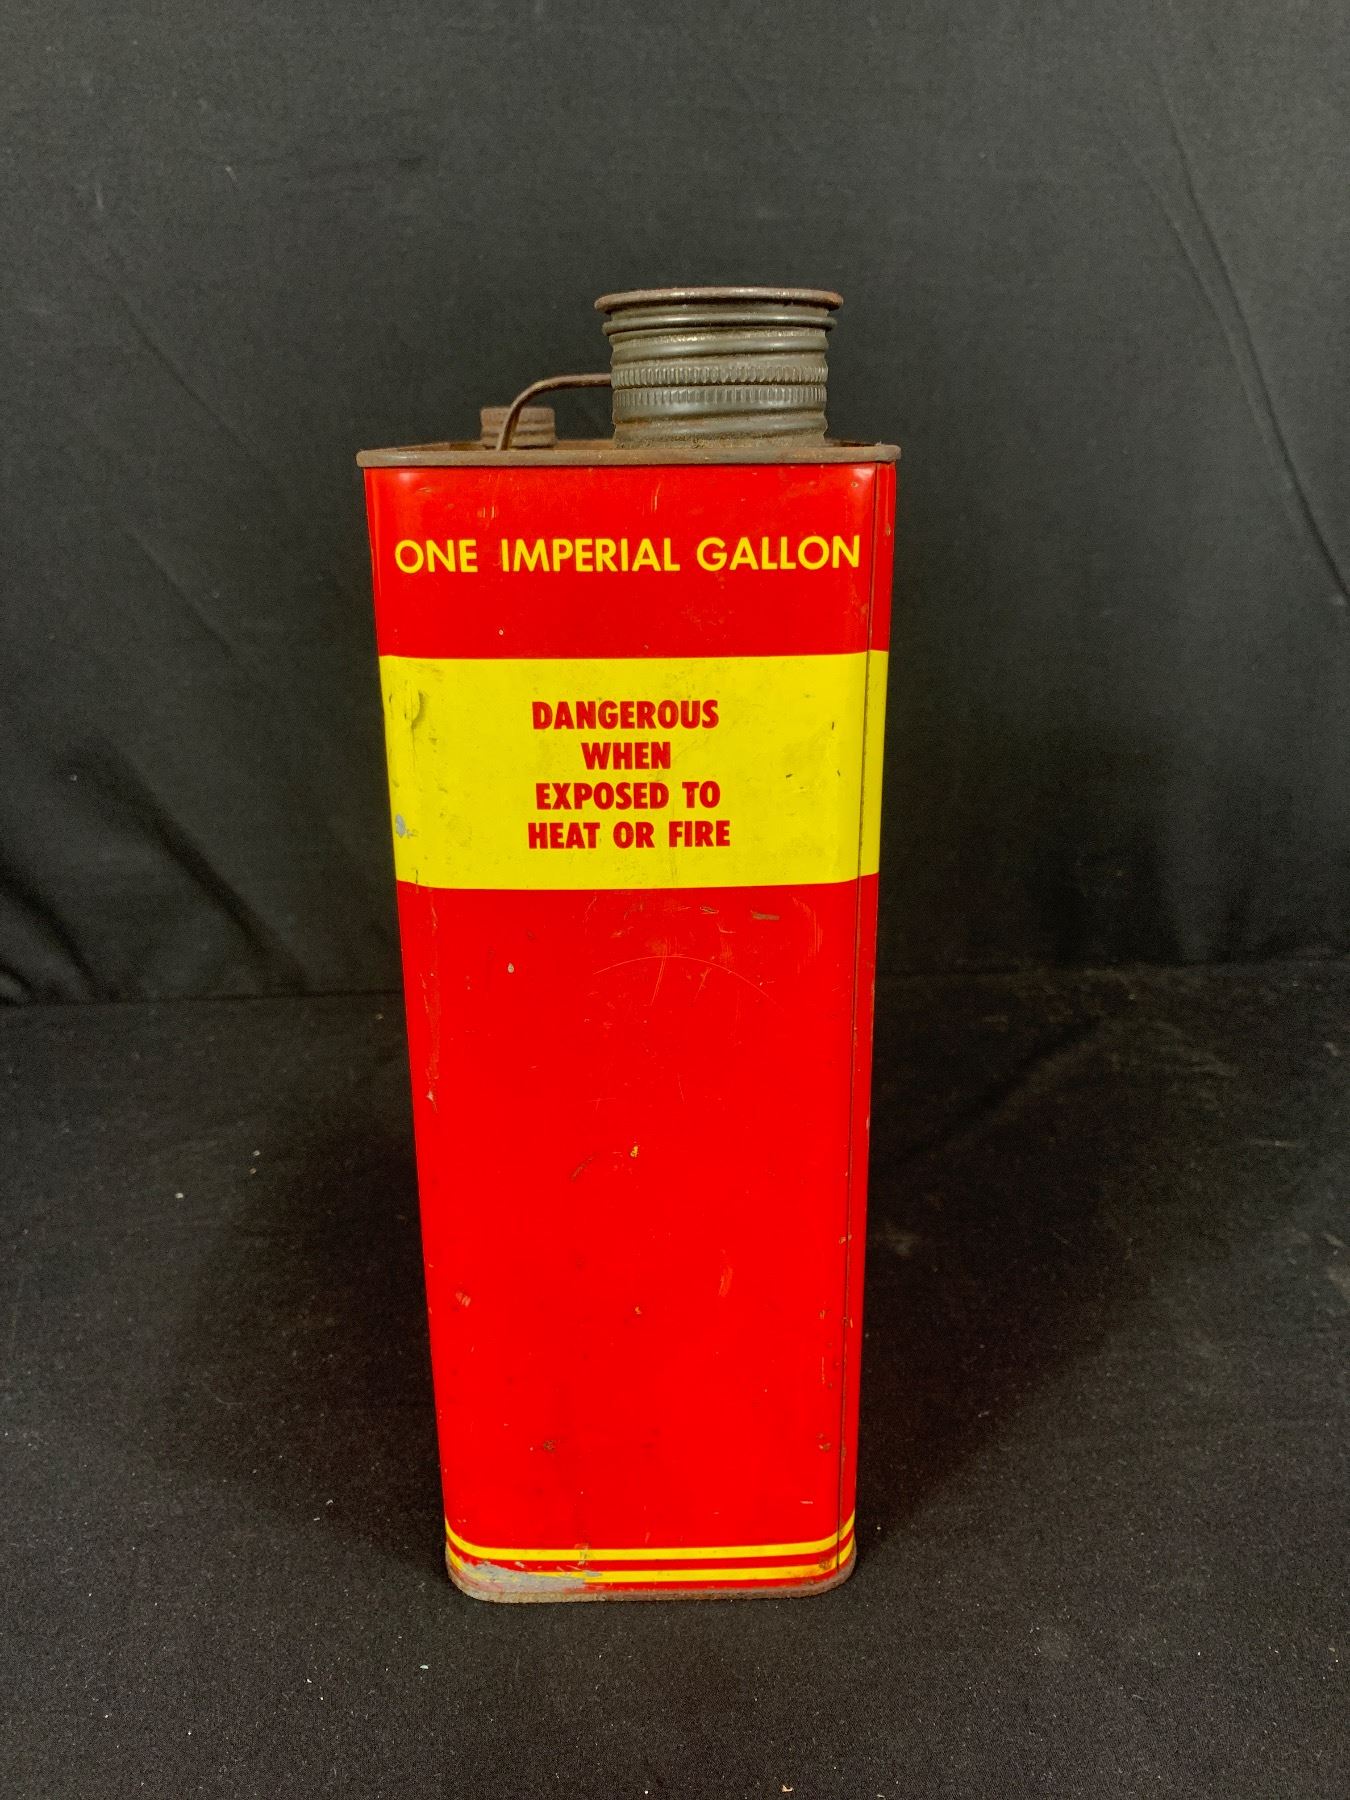 ONE IMPERIAL GALLON
DANGEROUS
WHEN
EXPOSED TO
HEAT OR FIRE